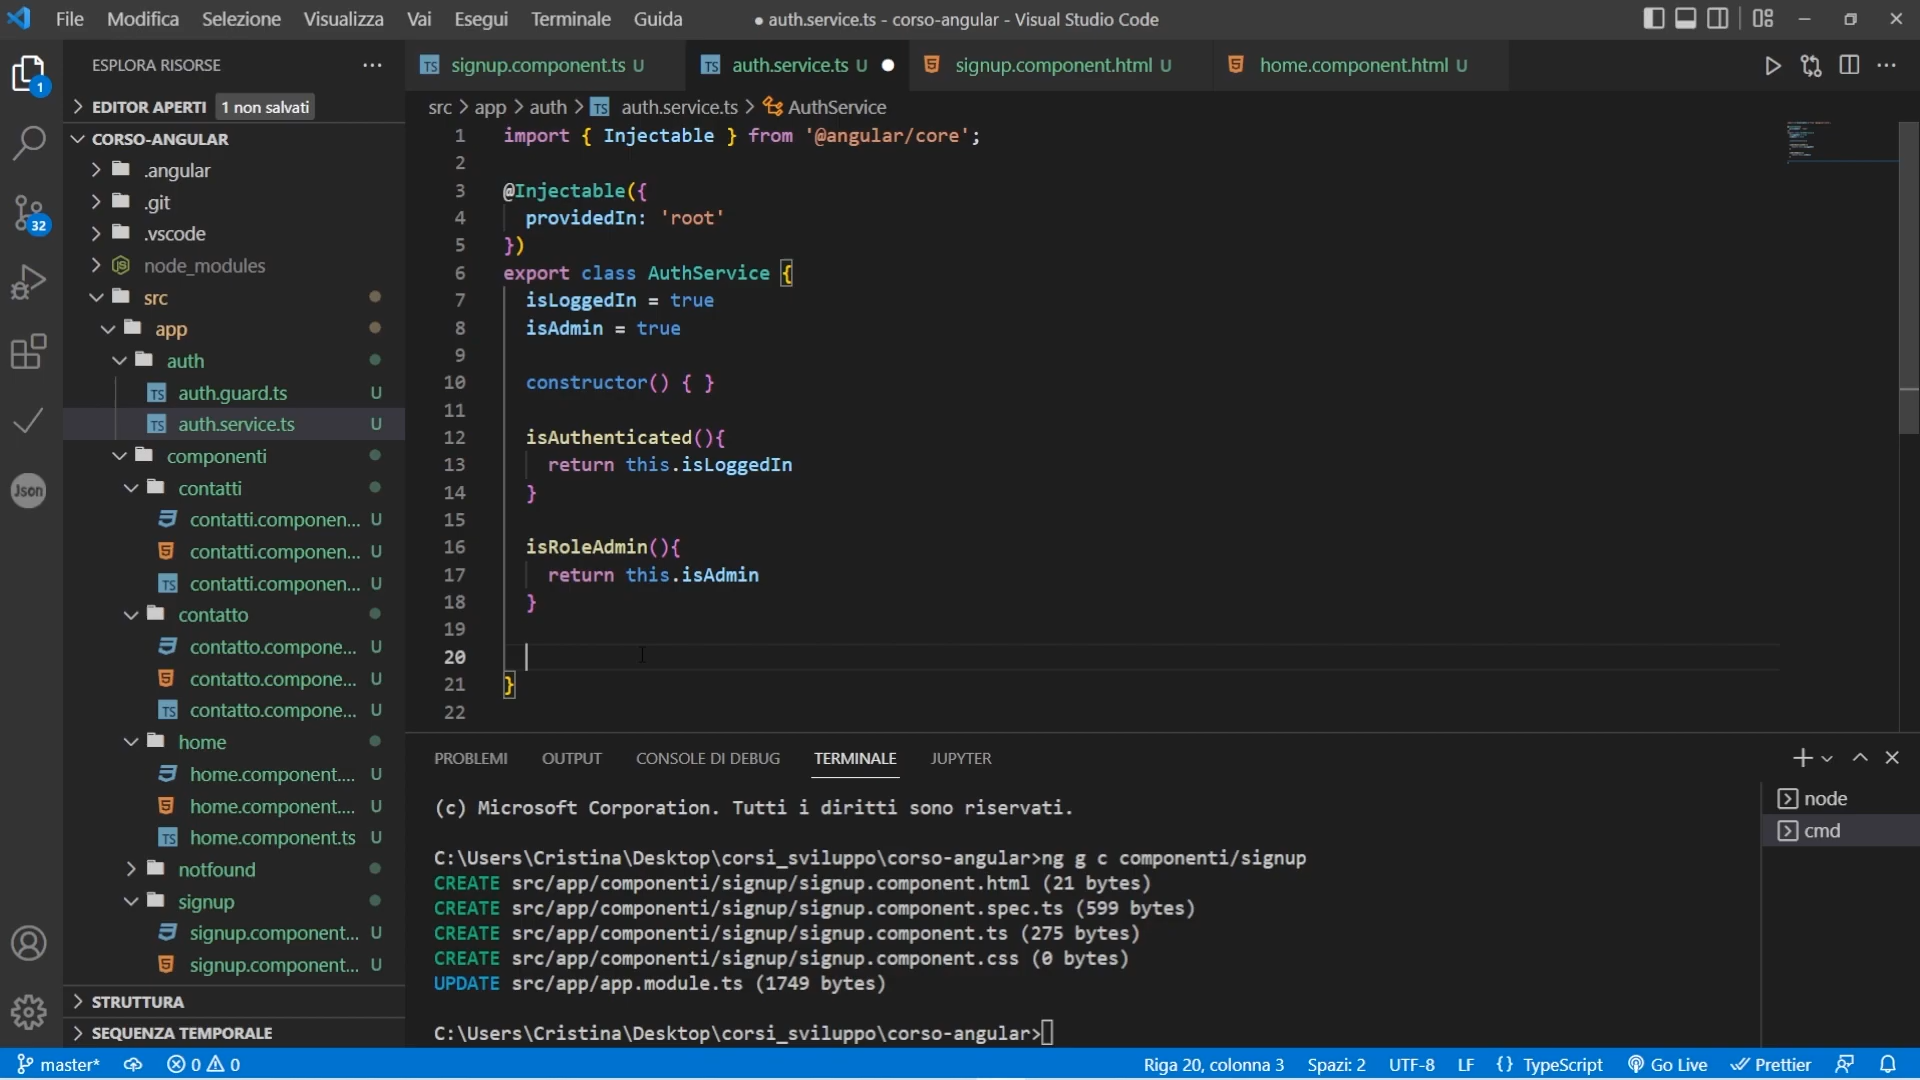 File Modifica Selezione Visualizza Vai Esegui Terminale Guida
● auth.service.ts - corso-angular - Visual Studio Code
ESPLORA RISORSE
EDITOR APERTI 1 non salvati
CORSO-ANGULAR
.angular
.git
.vscode
node_modules
src
app
auth
auth.guard.ts U
auth.service.ts U
componenti
contatti
contatti.componen... U
contatti.componen... U
contatti.componen... U
contatto
contatto.compone... U
contatto.compone... U
contatto.compone... U
home
home.component.... U
home.component.... U
home.component.ts U
notfound
signup
signup.component... U
signup.component... U
STRUTTURA
SEQUENZA TEMPORALE
1
32
Json
TS signup.component.ts U
TS auth.service.ts U ●
signup.component.html U
home.component.html U
src > app > auth > TS auth.service.ts > AuthService
1 import { Injectable } from '@angular/core';
2
3 @Injectable({
4 providedIn: 'root'
5 })
6 export class AuthService {
7 isLoggedIn = true
8 isAdmin = true
9
10 constructor() { }
11
12 isAuthenticated(){
13 return this.isLoggedIn
14 }
15
16 isRoleAdmin(){
17 return this.isAdmin
18 }
19
20
21 }
22
PROBLEMI OUTPUT CONSOLE DI DEBUG TERMINALE JUPYTER
(c) Microsoft Corporation. Tutti i diritti sono riservati.
C:\Users\Cristina\Desktop\corsi_sviluppo\corso-angular>ng g c componenti/signup
CREATE src/app/componenti/signup/signup.component.html (21 bytes)
CREATE src/app/componenti/signup/signup.component.spec.ts (599 bytes)
CREATE src/app/componenti/signup/signup.component.ts (275 bytes)
CREATE src/app/componenti/signup/signup.component.css (0 bytes)
UPDATE src/app/app.module.ts (1749 bytes)
C:\Users\Cristina\Desktop\corsi_sviluppo\corso-angular>
node
cmd
master* 0 0
Riga 20, colonna 3 Spazi: 2 UTF-8 LF {} TypeScript Go Live Prettier